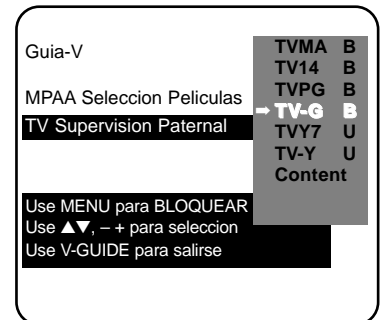 Guia-V
MPAA Seleccion Peliculas
TV Supervision Paternal
TVMA B
TV14 B
TVPG B
➡ TV-G B
TVY7 U
TV-Y U
Content
Use MENU para BLOQUEAR
Use ▲▼, – + para seleccion
Use V-GUIDE para salirse